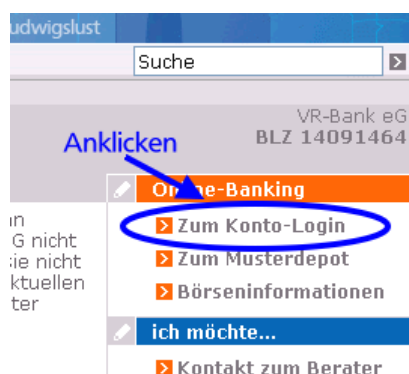 udwigslust
Suche
VR-Bank eG
BLZ 14091464
Anklicken
Online-Banking
Zum Konto-Login
Zum Musterdepot
Börseninformationen
G nicht
sie nicht
ktuellen
ter
ich möchte...
Kontakt zum Berater